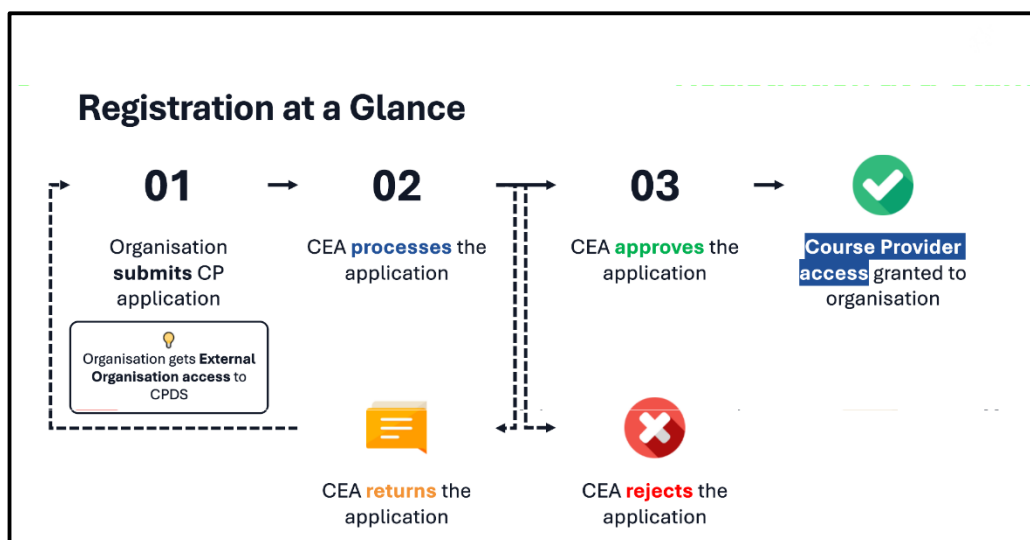 Registration at a Glance
01
02
03
Organisation
submits CP
application
CEA processes the
application
CEA approves the
application
Course Provider
access granted to
organisation
Organisation gets External
Organisation access to
CPDS
CEA returns the
application
CEA rejects the
application